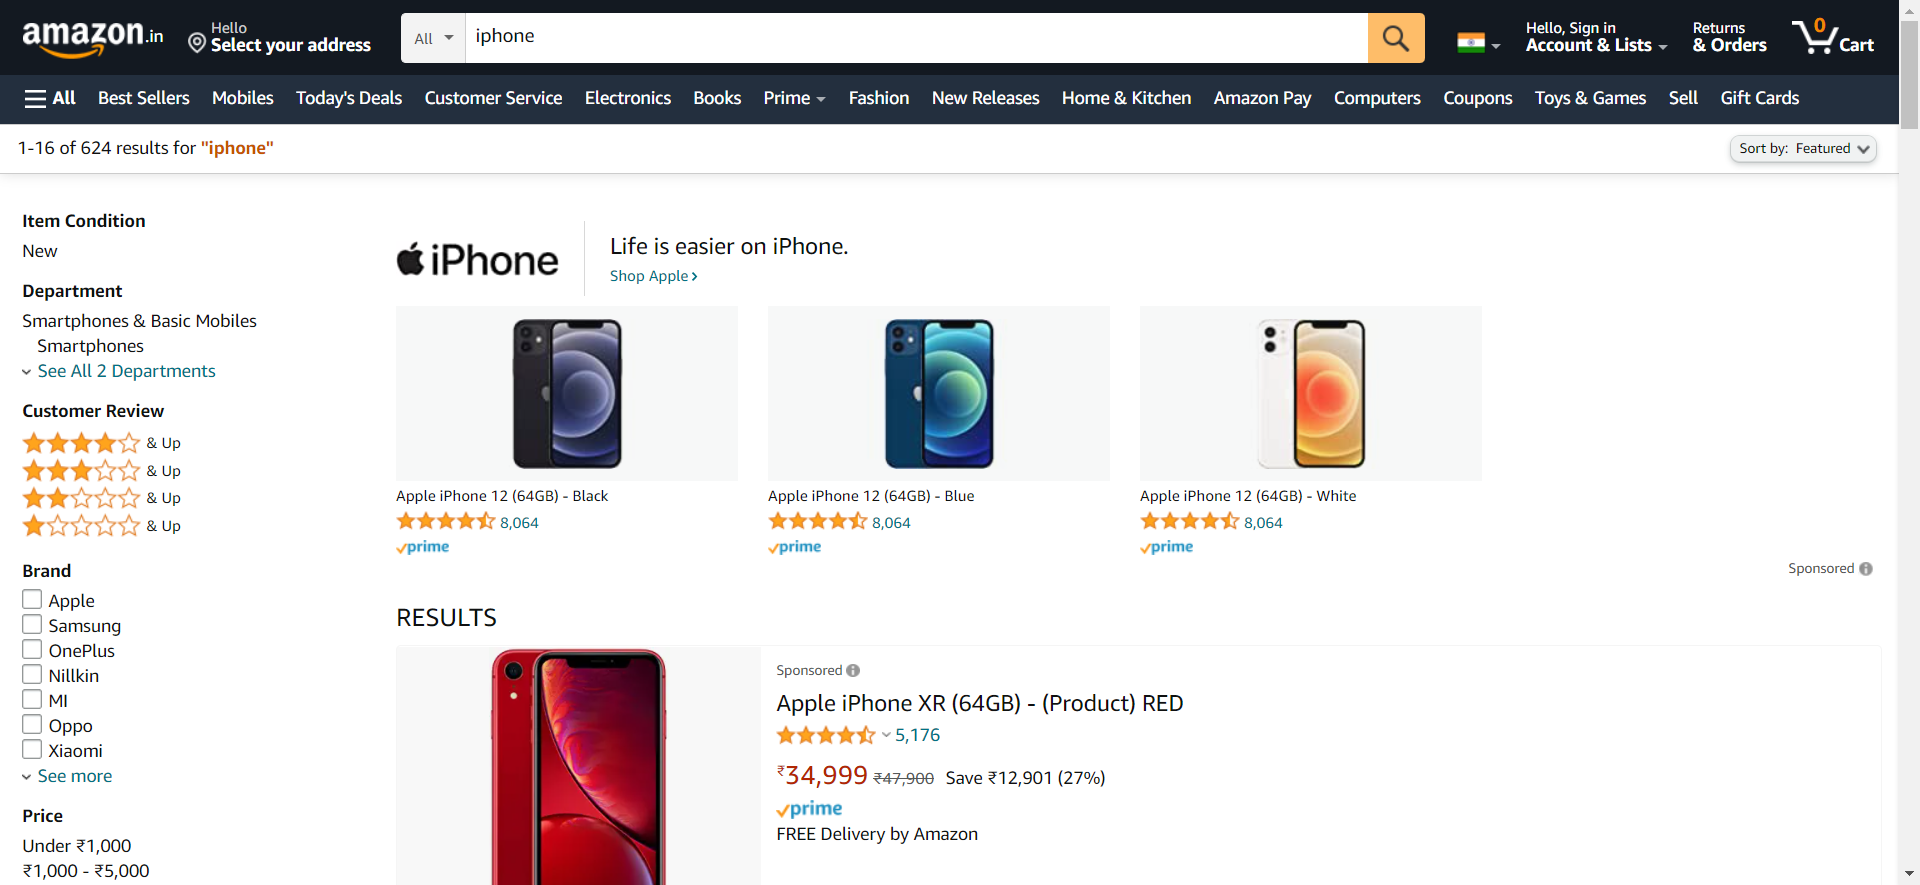 amazon.in
Hello
Select your address
All
iphone
Hello, Sign in
Account & Lists
Returns
& Orders
0
Cart
All Best Sellers Mobiles Today's Deals Customer Service Electronics Books Prime Fashion New Releases Home & Kitchen Amazon Pay Computers Coupons Toys & Games Sell Gift Cards
1-16 of 624 results for "iphone"
Sort by: Featured
Item Condition
New
Department
Smartphones & Basic Mobiles
Smartphones
See All 2 Departments
Customer Review
& Up
& Up
& Up
& Up
Brand
Apple
Samsung
OnePlus
Nillkin
MI
Oppo
Xiaomi
See more
Price
Under ₹1,000
₹1,000 - ₹5,000
iPhone
Life is easier on iPhone.
Shop Apple ›
Apple iPhone 12 (64GB) - Black
8,064
prime
Apple iPhone 12 (64GB) - Blue
8,064
prime
Apple iPhone 12 (64GB) - White
8,064
prime
Sponsored
RESULTS
Sponsored
Apple iPhone XR (64GB) - (Product) RED
5,176
₹34,999 ₹47,900 Save ₹12,901 (27%)
prime
FREE Delivery by Amazon